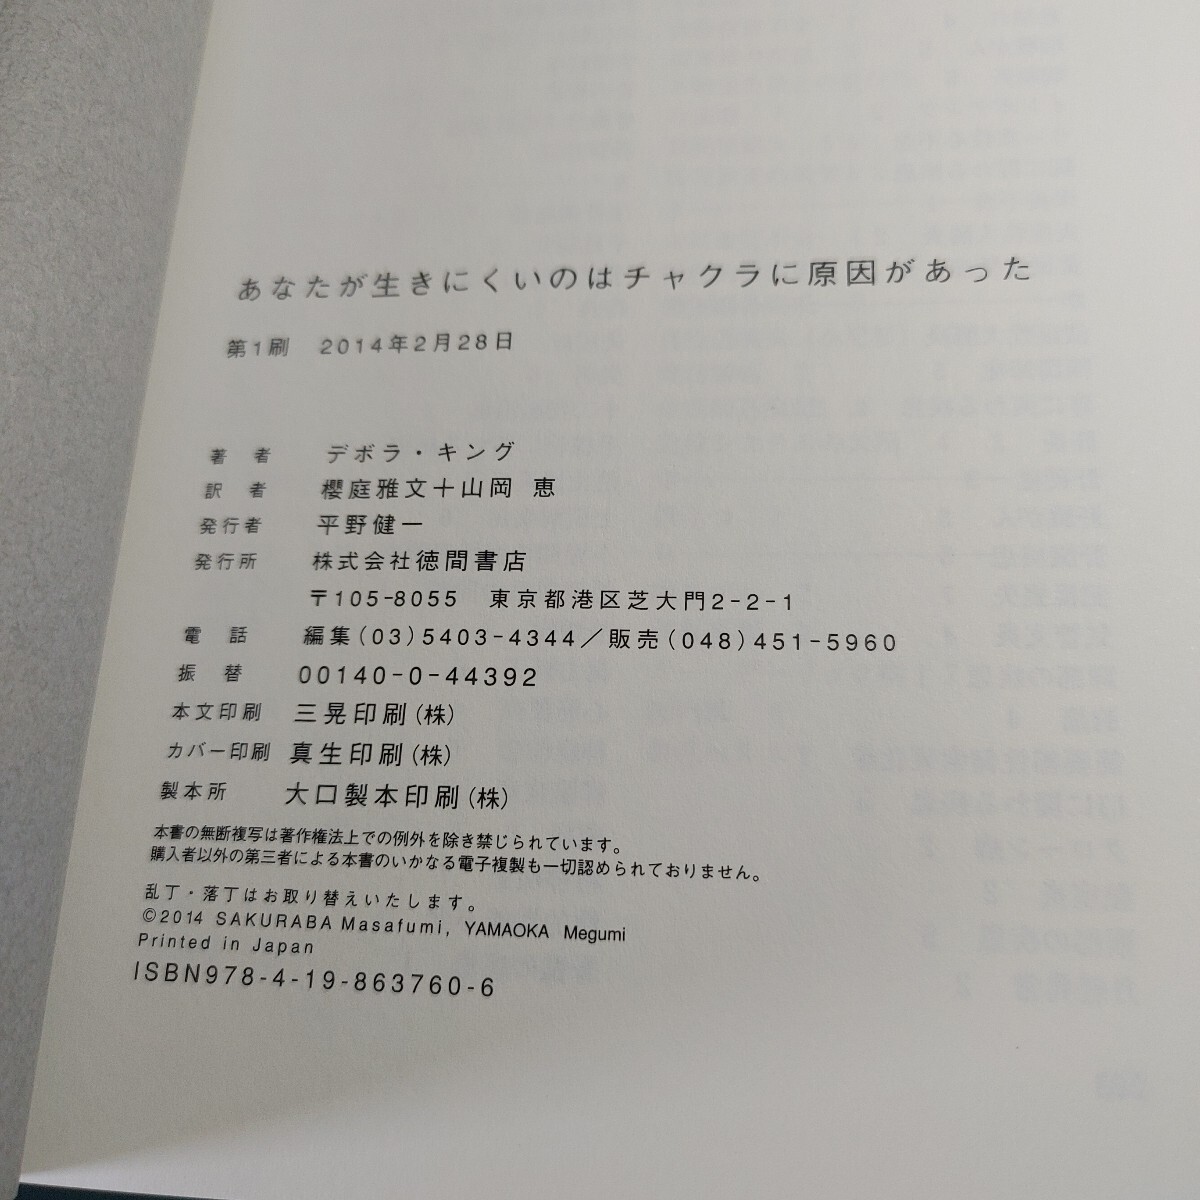 あなたが生きにくいのはチャクラに原因があった
第1刷　2014年2月28日
著　者　デボラ・キング
訳　者　櫻庭雅文＋山岡 恵
発行者　平野健一
発行所　株式会社徳間書店
〒105-8055　東京都港区芝大門2-2-1
電　話　編集(03)5403-4344／販売(048)451-5960
振　替　00140-0-44392
本文印刷　三晃印刷(株)
カバー印刷　真生印刷(株)
製本所　大口製本印刷(株)
本書の無断複写は著作権法上での例外を除き禁じられています。
購入者以外の第三者による本書のいかなる電子複製も一切認められておりません。
乱丁・落丁はお取り替えいたします。
©2014 SAKURABA Masafumi, YAMAOKA Megumi
Printed in Japan
ISBN978-4-19-863760-6